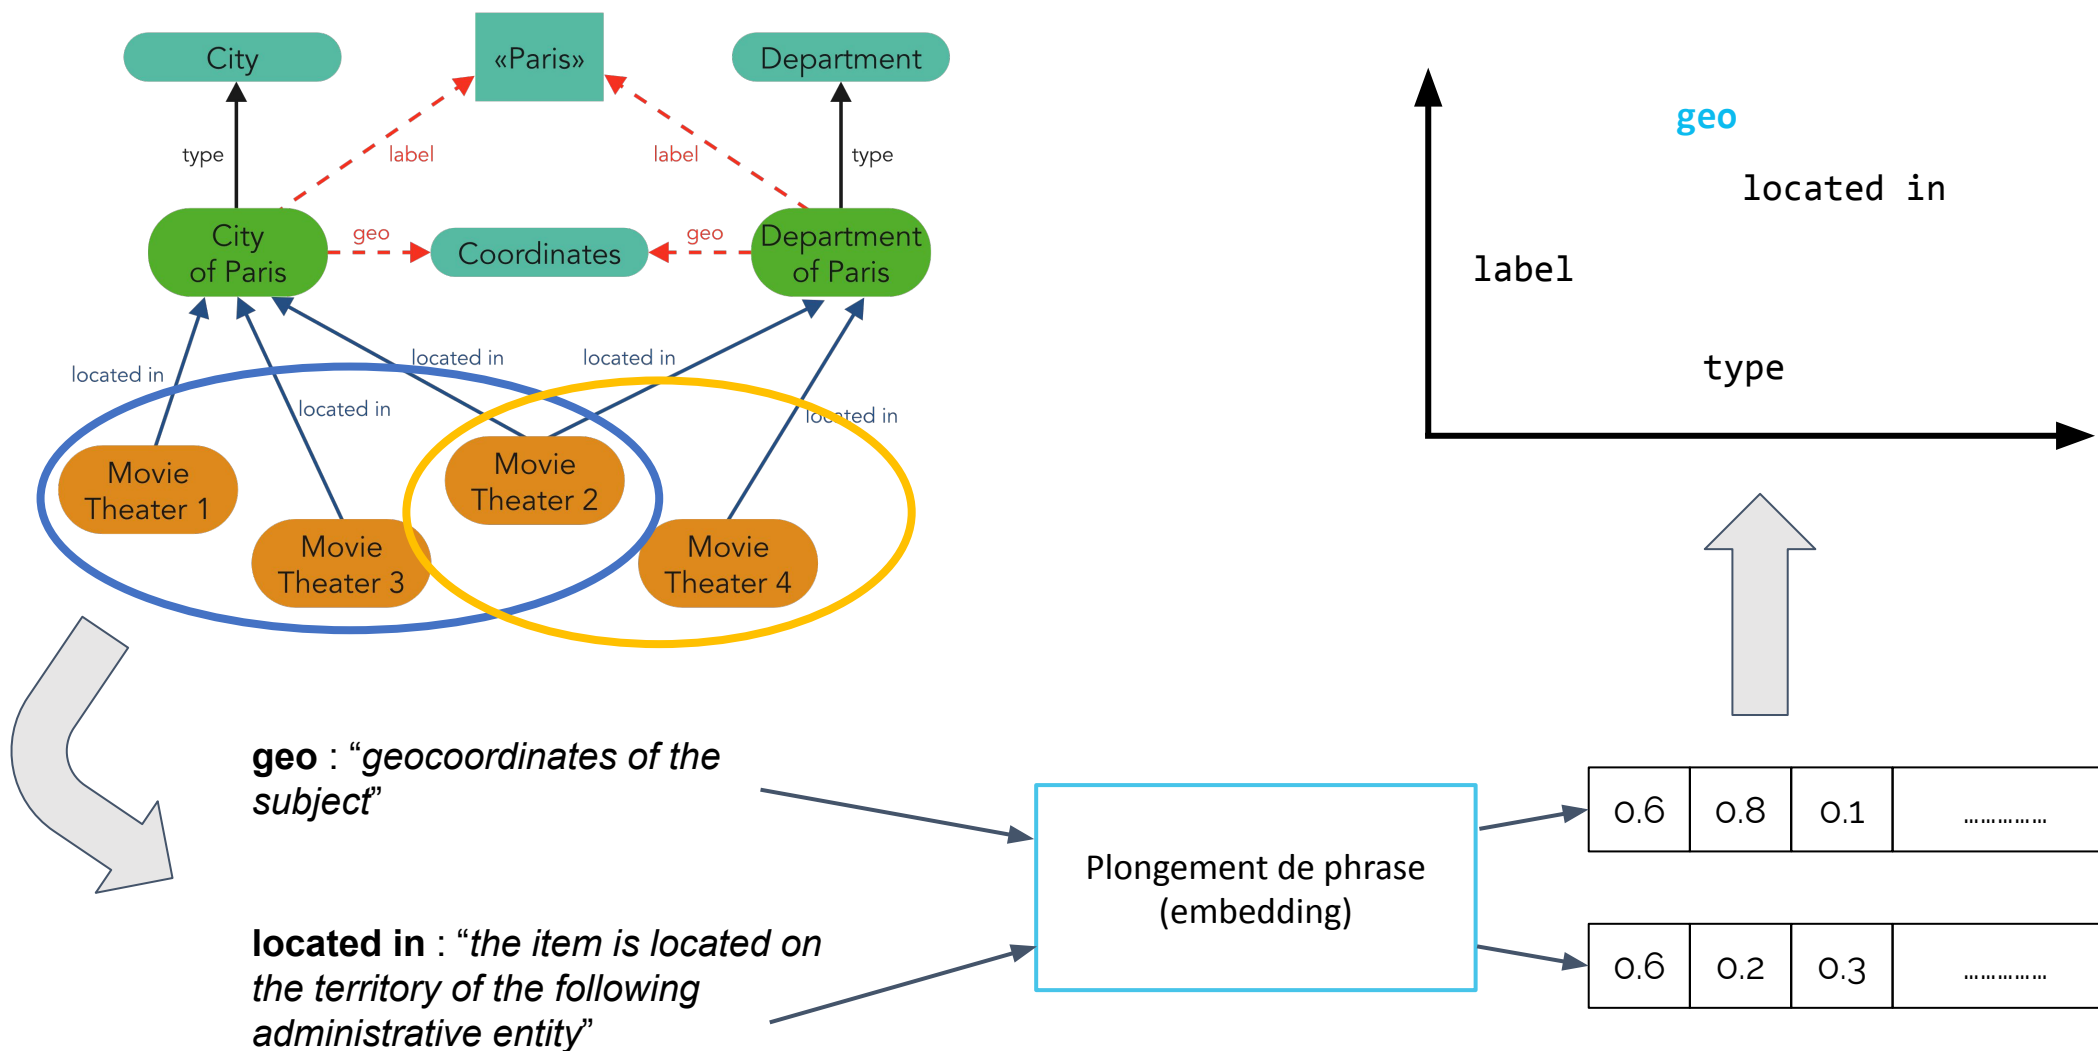 City
«Paris»
Department
type
label
label
type
City
of Paris
geo
Coordinates
geo
Department
of Paris
located in
located in
located in
located in
located in
Movie
Theater 1
Movie
Theater 3
Movie
Theater 2
Movie
Theater 4
geo
located in
label
type
geo : “geocoordinates of the
subject”
located in : “the item is located on
the territory of the following
administrative entity”
Plongement de phrase
(embedding)
0.6 0.8 0.1 ...............
0.6 0.2 0.3 ...............